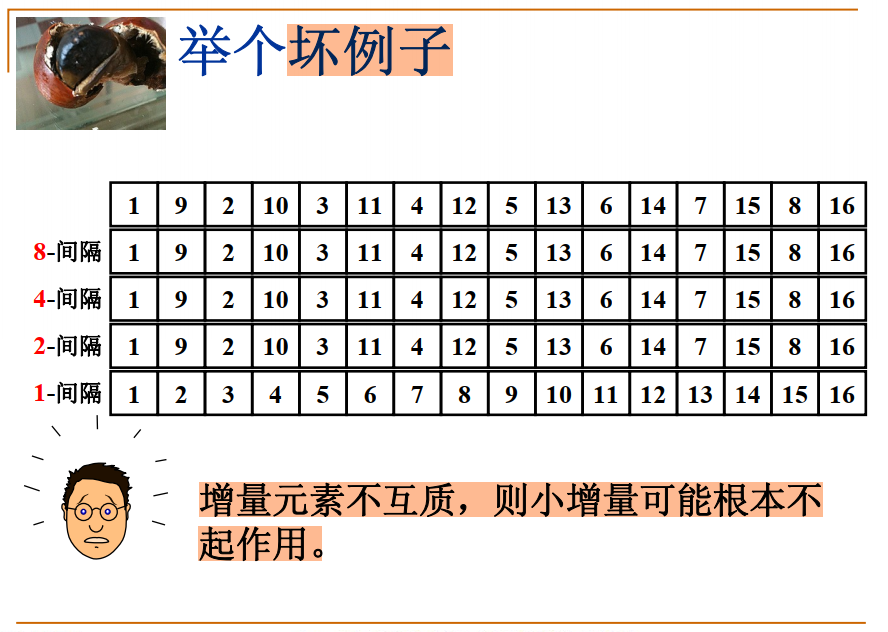 举个坏例子
1 9 2 10 3 11 4 12 5 13 6 14 7 15 8 16
8-间隔 1 9 2 10 3 11 4 12 5 13 6 14 7 15 8 16
4-间隔 1 9 2 10 3 11 4 12 5 13 6 14 7 15 8 16
2-间隔 1 9 2 10 3 11 4 12 5 13 6 14 7 15 8 16
1-间隔 1 2 3 4 5 6 7 8 9 10 11 12 13 14 15 16
增量元素不互质，则小增量可能根本不
起作用。